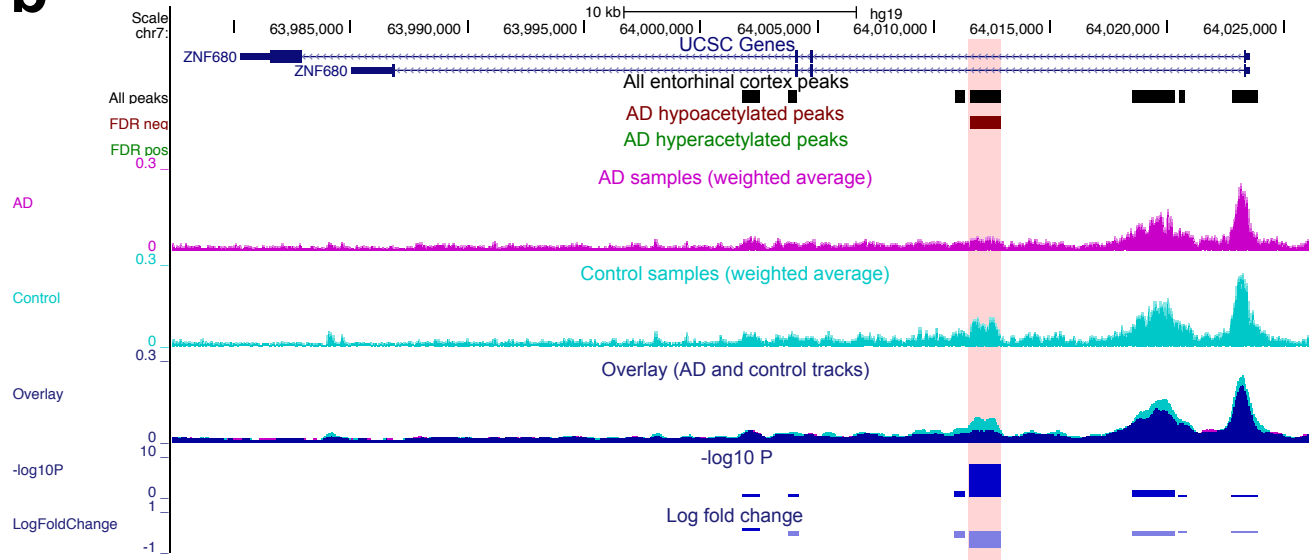 b
Scale 10 kb hg19
chr7: 63,985,000 63,990,000 63,995,000 64,000,000 64,005,000 64,010,000 64,015,000 64,020,000 64,025,000
UCSC Genes
ZNF680
ZNF680
All entorhinal cortex peaks
All peaks
AD hypoacetylated peaks
FDR neg
AD hyperacetylated peaks
FDR pos
0.3
AD samples (weighted average)
AD
0
0.3
Control samples (weighted average)
Control
0
0.3
Overlay (AD and control tracks)
Overlay
0
10
-log10 P
-log10P
0
1
Log fold change
LogFoldChange
-1